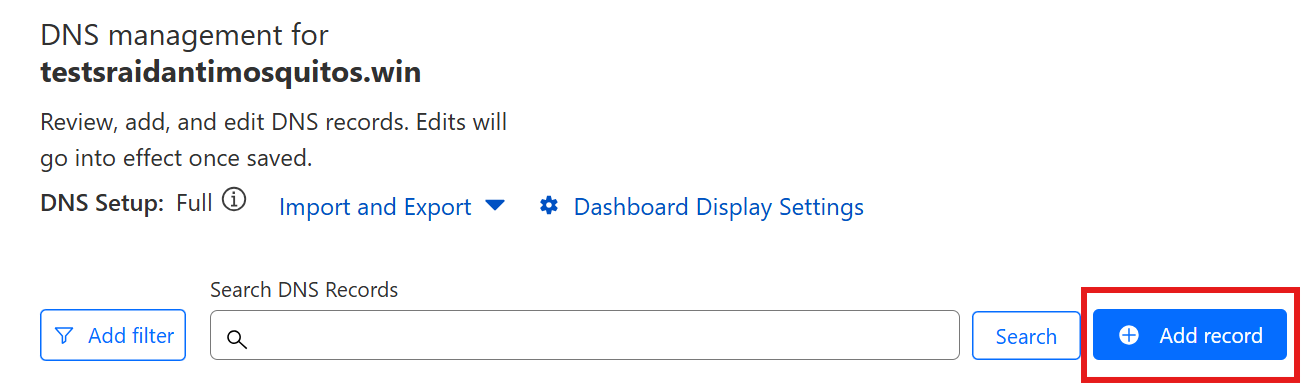 DNS management for
testsraidantimosquitos.win
Review, add, and edit DNS records. Edits will
go into effect once saved.
DNS Setup: Full Import and Export Dashboard Display Settings
Search DNS Records
Add filter Search Add record